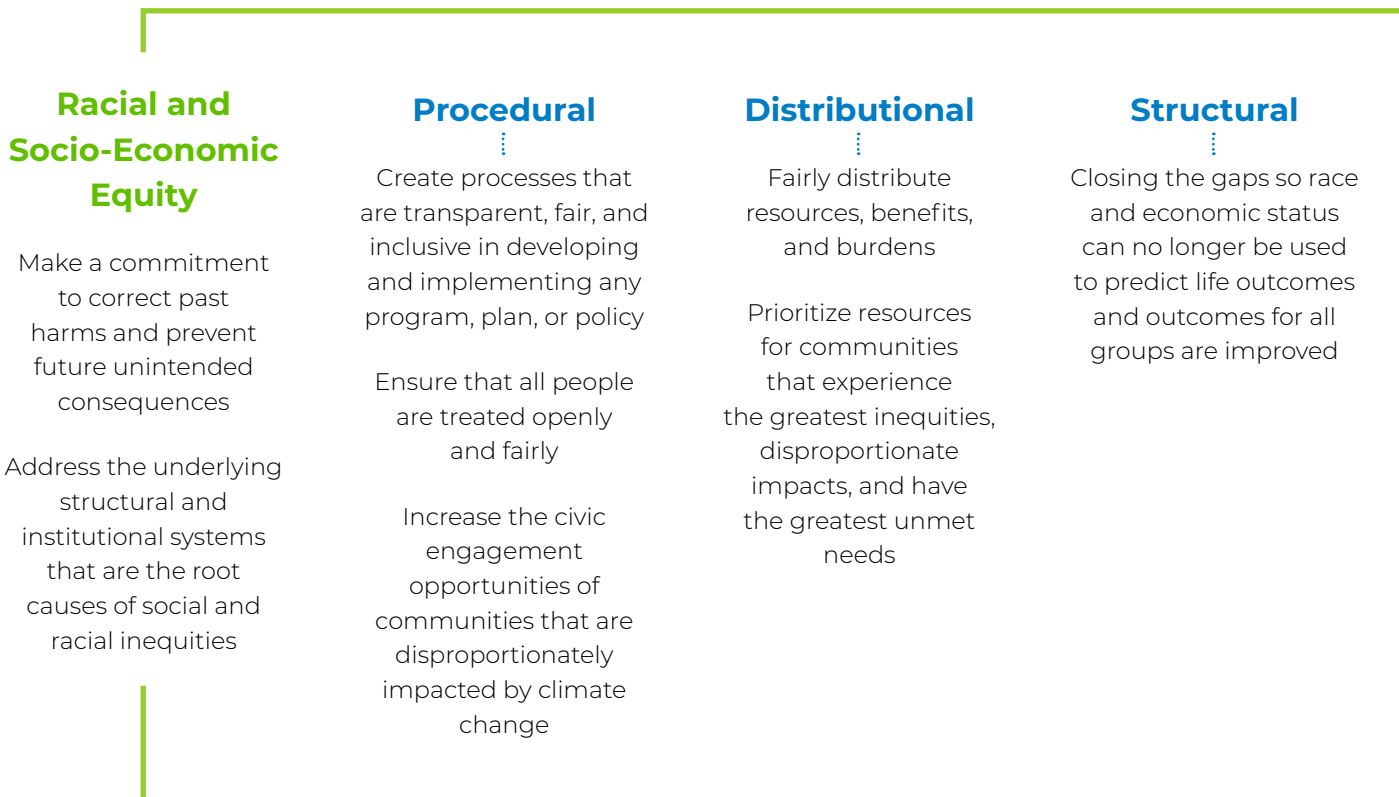 Racial and
Socio-Economic
Equity
Make a commitment
to correct past
harms and prevent
future unintended
consequences
Address the underlying
structural and
institutional systems
that are the root
causes of social and
racial inequities
Procedural
Create processes that
are transparent, fair, and
inclusive in developing
and implementing any
program, plan, or policy
Ensure that all people
are treated openly
and fairly
Increase the civic
engagement
opportunities of
communities that are
disproportionately
impacted by climate
change
Distributional
Fairly distribute
resources, benefits,
and burdens
Prioritize resources
for communities
that experience
the greatest inequities,
disproportionate
impacts, and have
the greatest unmet
needs
Structural
Closing the gaps so race
and economic status
can no longer be used
to predict life outcomes
and outcomes for all
groups are improved